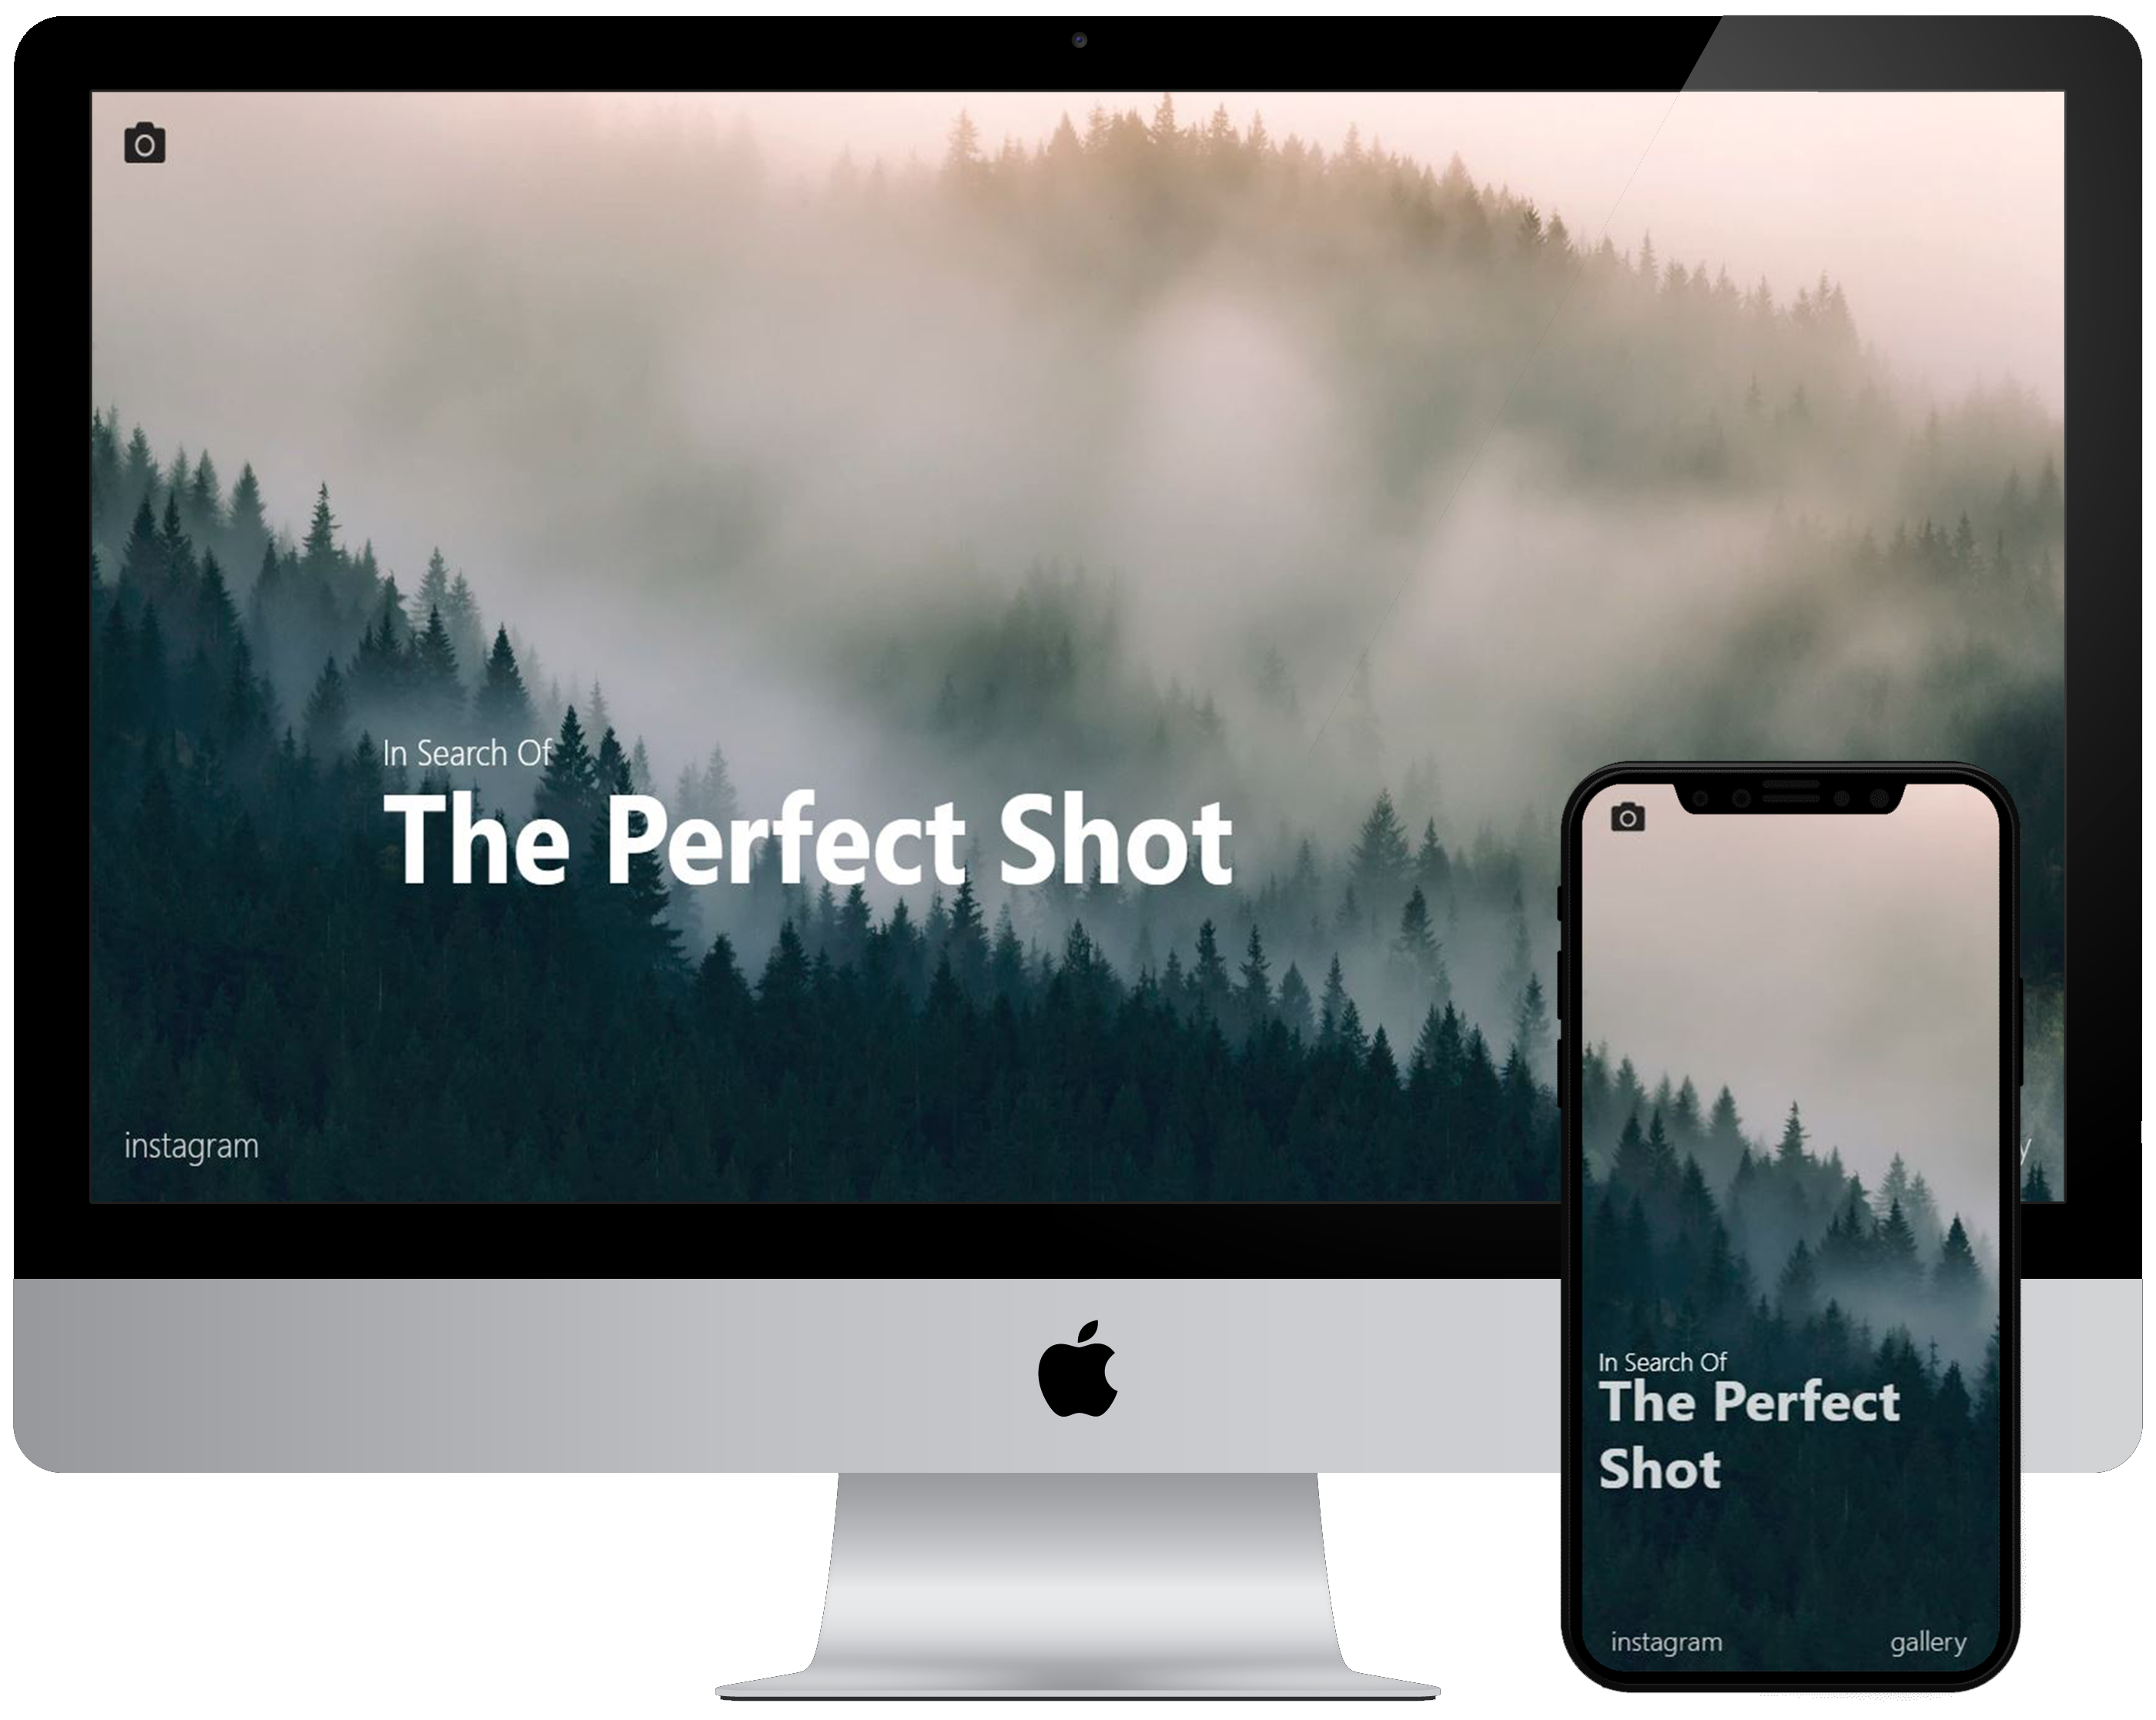 In Search Of
The Perfect Shot
instagram
y
In Search Of
The Perfect
Shot
instagram
gallery